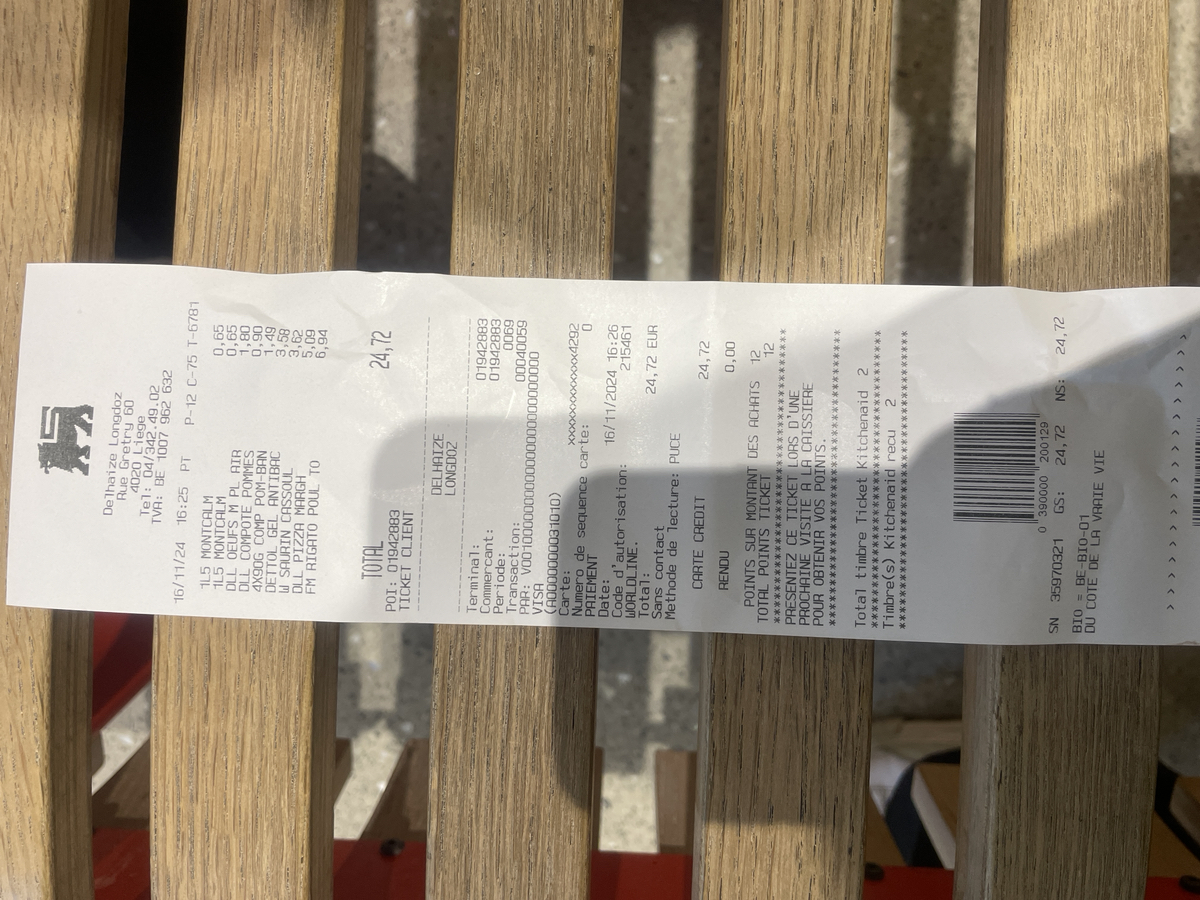 Delhaize Longdoz
Rue Gretry 60
4020 Liege
Tel: 04/342.49.02
TVA: BE 1007 962 632
16/11/24 16:25 PT P-12 C-75 T-6781
1L5 MONTCALM 0,65
1L5 MONTCALM 0,65
DLL OEUFS M PL AIR 1,80
DLL COMPOTE POMMES 0,90
4X90G COMP POM-BAN 1,49
DETTOL GEL ANTIBAC 3,58
W SAURIN CASSOUL 3,62
DLL PIZZA MARGH 5,09
FM RIGATO POUL TO 6,94
TOTAL 24,72
POI: 01942883
TICKET CLIENT
DELHAIZE
LONGDOZ
Terminal: 01942883
Commercant: 01942883
Periode: 0069
Transaction: 00040059
VISA
(A0000000031010)
Carte: xxxxxxxxxxxx4292
Numero de sequence carte: 0
PAIEMENT
Date: 16/11/2024 16:26
Code d'autorisation: 215461
WORLDLINE.
Total: 24,72 EUR
Sans contact
Methode de lecture: PUCE
CARTE CREDIT 24,72
RENDU 0,00
POINTS SUR MONTANT DES ACHATS 12
TOTAL POINTS TICKET 12
***********************************
PRESENTEZ CE TICKET LORS D'UNE
PROCHAINE VISITE A LA CAISSIERE
POUR OBTENIR VOS POINTS.
***********************************
Total timbre Ticket Kitchenaid 2
***********************************
Timbre(s) Kitchenaid recu 2
***********************************
0 390000 200129
SN 35970321 GS: 24,72 NS: 24,72
BIO = BE-BIO-01
DU COTE DE LA VRAIE VIE